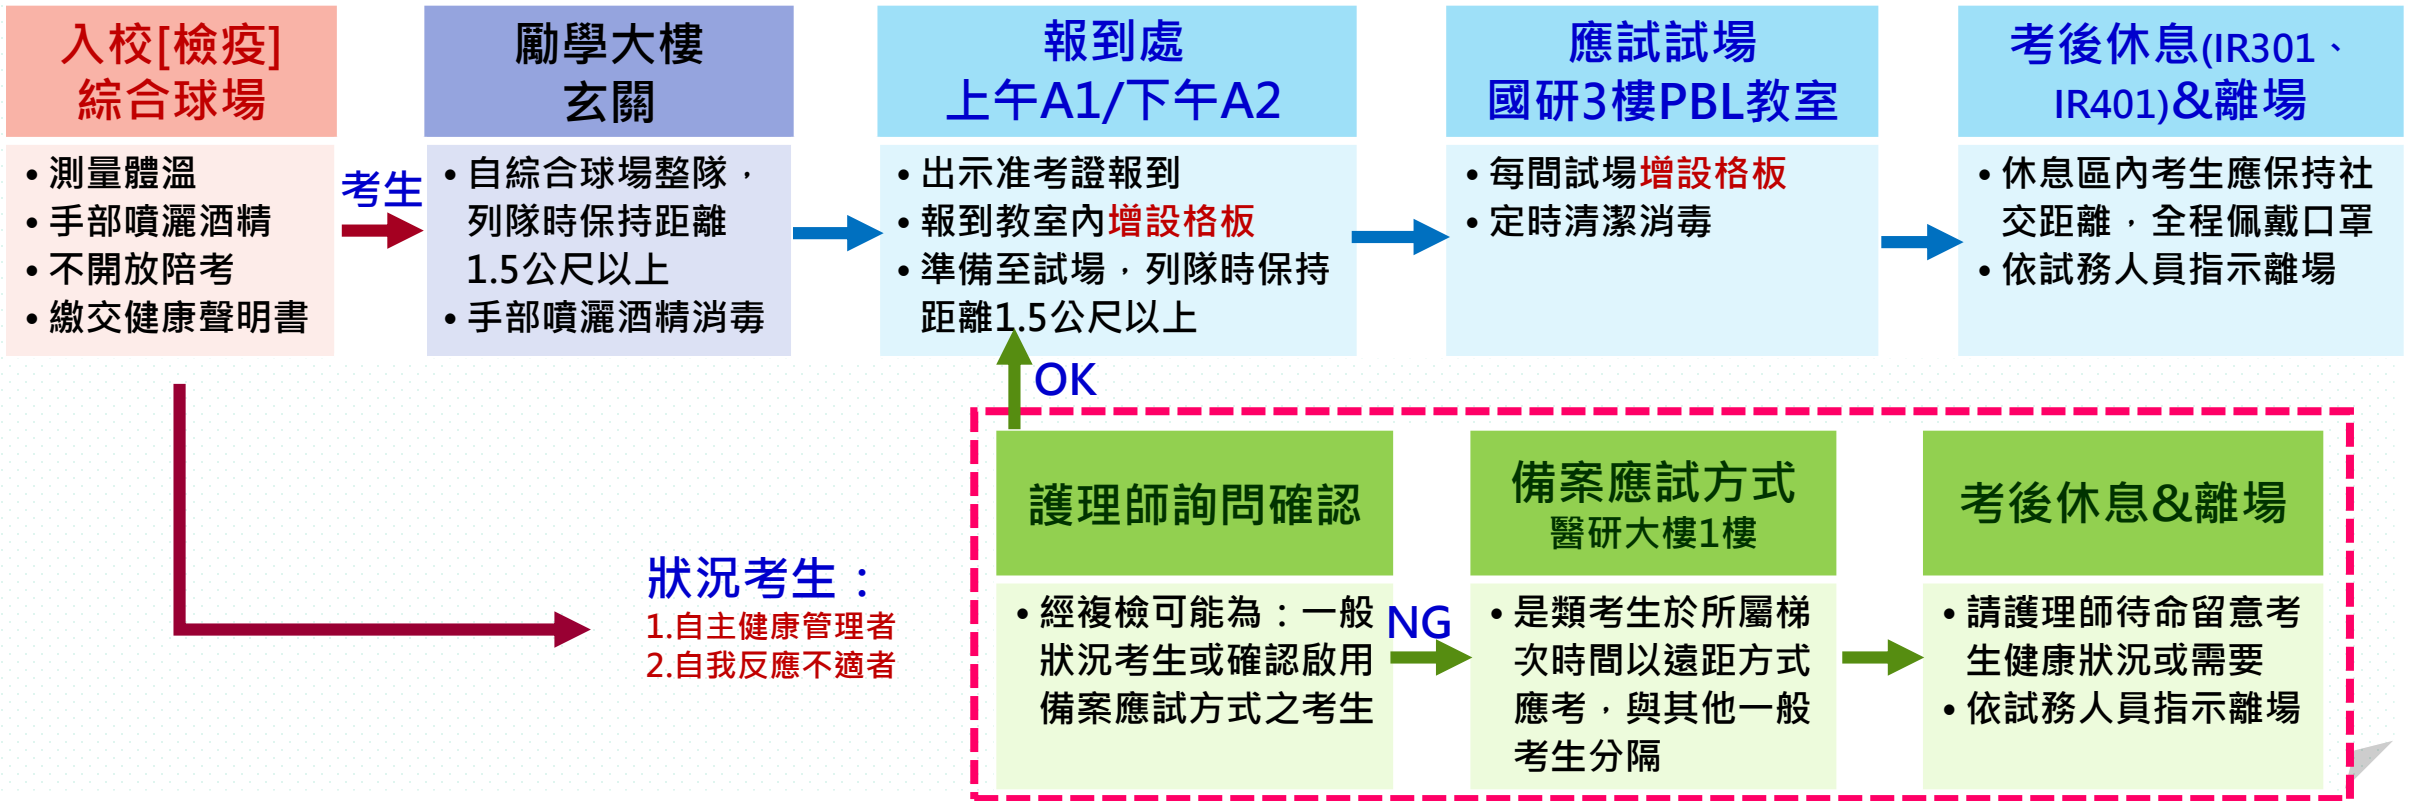 入校[檢疫]
綜合球場
• 測量體溫
• 手部噴灑酒精
• 不開放陪考
• 繳交健康聲明書
考生
勵學大樓
玄關
• 自綜合球場整隊，
列隊時保持距離
1.5公尺以上
• 手部噴灑酒精消毒
報到處
上午A1/下午A2
• 出示准考證報到
• 報到教室內增設格板
• 準備至試場，列隊時保持
距離1.5公尺以上
應試試場
國研3樓PBL教室
• 每間試場增設格板
• 定時清潔消毒
考後休息(IR301、
IR401)&離場
• 休息區內考生應保持社
交距離，全程佩戴口罩
• 依試務人員指示離場
OK
狀況考生：
1.自主健康管理者
2.自我反應不適者
護理師詢問確認
• 經複檢可能為：一般
狀況考生或確認啟用
備案應試方式之考生
NG
備案應試方式
醫研大樓1樓
• 是類考生於所屬梯
次時間以遠距方式
應考，與其他一般
考生分隔
考後休息&離場
• 請護理師待命留意考
生健康狀況或需要
• 依試務人員指示離場